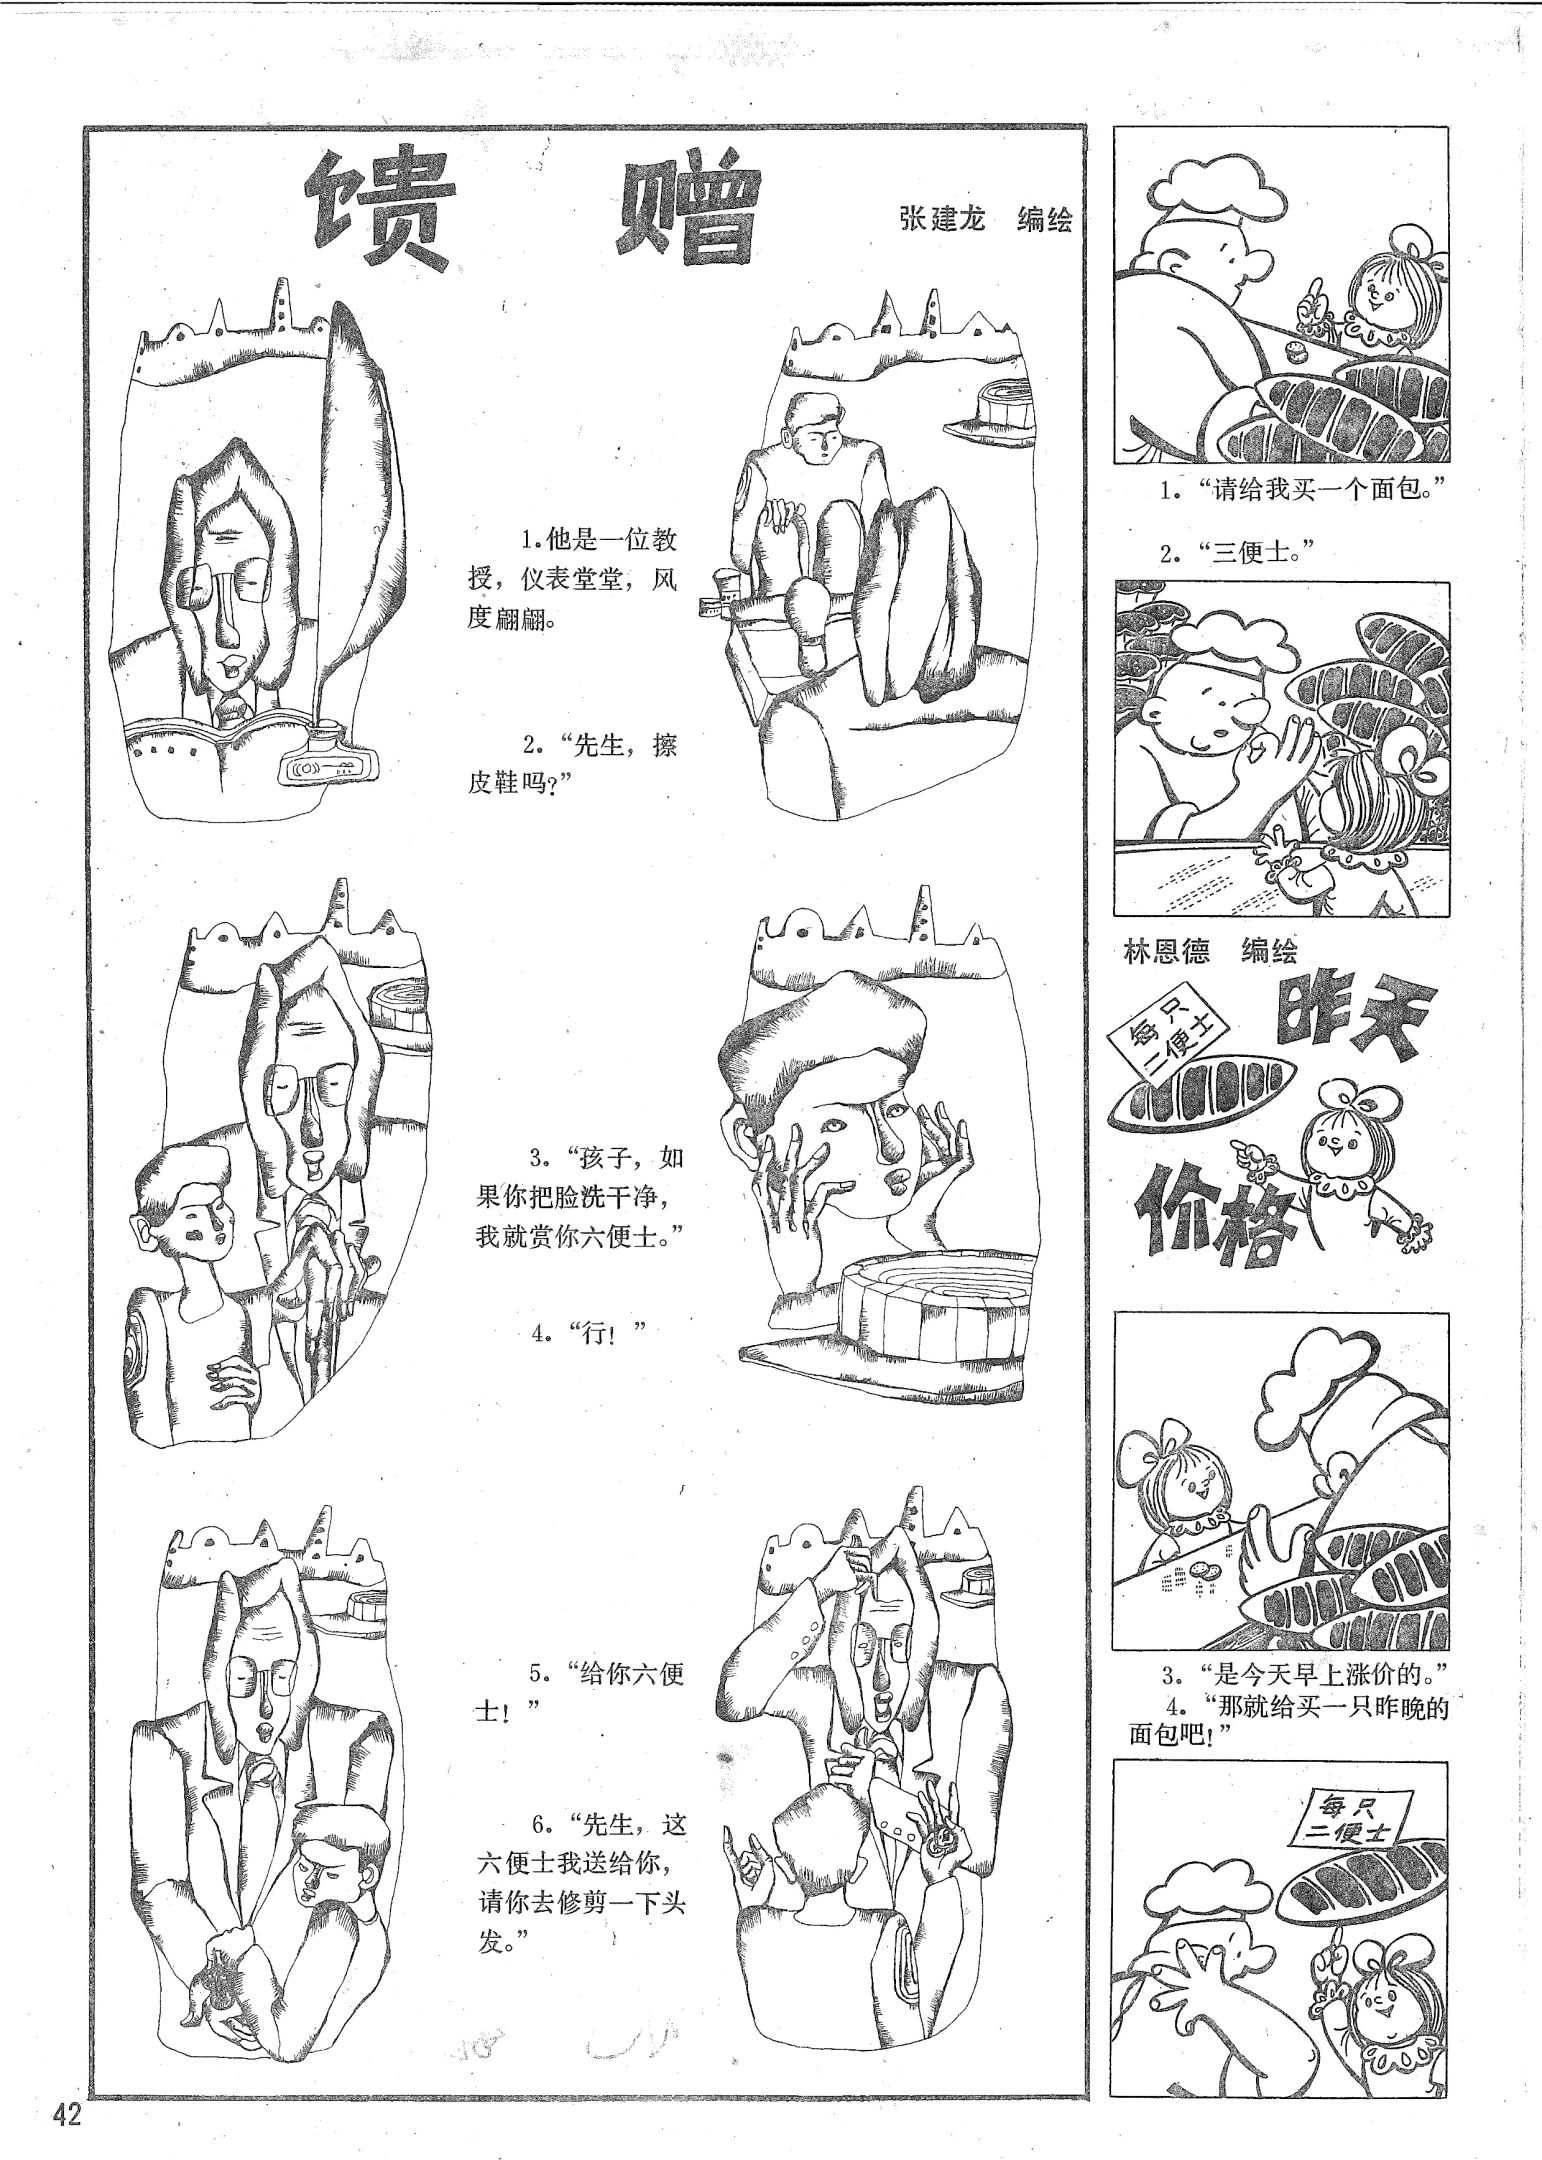 馈 赠
张建龙 编绘
1.他是一位教
授，仪表堂堂，风
度翩翩。
2.“先生，擦
皮鞋吗？”
3.“孩子，如
果你把脸洗干净，
我就赏你六便士。”
4.“行！”
5.“给你六便
士！”
6.“先生，这
六便士我送给你，
请你去修剪一下头
发。”
42
1.“请给我买一个面包。”
2.“三便士。”
林恩德 编绘
昨天
每只
二便士
价格
3.“是今天早上涨价的。”
4.“那就给买一只昨晚的
面包吧！”
每只
二便士